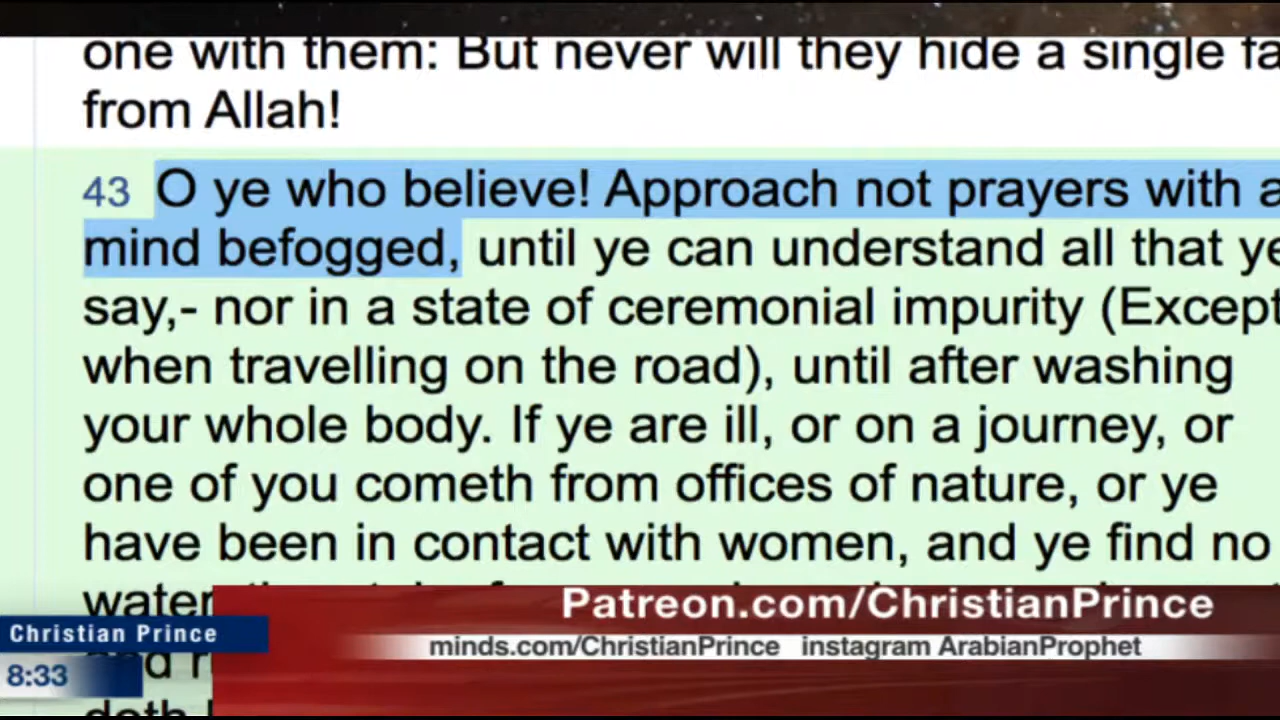 one with them: But never will they hide a single
from Allah!
43 O ye who believe! Approach not prayers with a
mind befogged, until ye can understand all that ye
say,- nor in a state of ceremonial impurity (Except
when travelling on the road), until after washing
your whole body. If ye are ill, or on a journey, or
one of you cometh from offices of nature, or ye
have been in contact with women, and ye find no
water
Patreon.com/ChristianPrince
Christian Prince
minds.com/ChristianPrince instagram ArabianProphet
8:33
doth